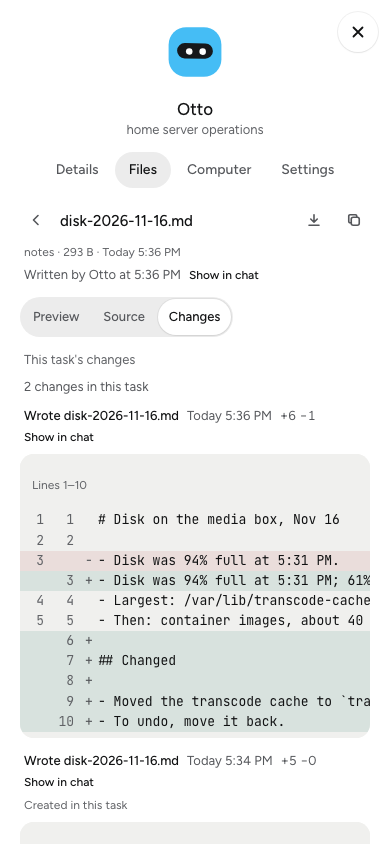 Otto
home server operations
Details Files Computer Settings
disk-2026-11-16.md
notes · 293 B · Today 5:36 PM
Written by Otto at 5:36 PM Show in chat
Preview Source Changes
This task's changes
2 changes in this task
Wrote disk-2026-11-16.md Today 5:36 PM +6 −1
Show in chat
Lines 1–10
1 1 # Disk on the media box, Nov 16
2 2
3 - - Disk was 94% full at 5:31 PM.
3 + - Disk was 94% full at 5:31 PM; 61%
4 4 - Largest: /var/lib/transcode-cache
5 5 - Then: container images, about 40
6 +
7 + ## Changed
8 +
9 + - Moved the transcode cache to `tra
10 + - To undo, move it back.
Wrote disk-2026-11-16.md Today 5:34 PM +5 −0
Show in chat
Created in this task